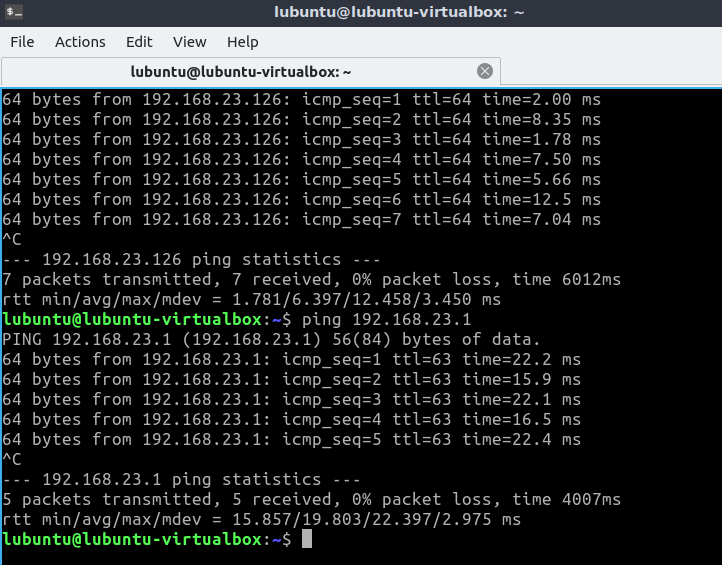 lubuntu@lubuntu-virtualbox: ~
File Actions Edit View Help
lubuntu@lubuntu-virtualbox: ~
64 bytes from 192.168.23.126: icmp_seq=1 ttl=64 time=2.00 ms
64 bytes from 192.168.23.126: icmp_seq=2 ttl=64 time=8.35 ms
64 bytes from 192.168.23.126: icmp_seq=3 ttl=64 time=1.78 ms
64 bytes from 192.168.23.126: icmp_seq=4 ttl=64 time=7.50 ms
64 bytes from 192.168.23.126: icmp_seq=5 ttl=64 time=5.66 ms
64 bytes from 192.168.23.126: icmp_seq=6 ttl=64 time=12.5 ms
64 bytes from 192.168.23.126: icmp_seq=7 ttl=64 time=7.04 ms
^C
--- 192.168.23.126 ping statistics ---
7 packets transmitted, 7 received, 0% packet loss, time 6012ms
rtt min/avg/max/mdev = 1.781/6.397/12.458/3.450 ms
lubuntu@lubuntu-virtualbox:~$ ping 192.168.23.1
PING 192.168.23.1 (192.168.23.1) 56(84) bytes of data.
64 bytes from 192.168.23.1: icmp_seq=1 ttl=63 time=22.2 ms
64 bytes from 192.168.23.1: icmp_seq=2 ttl=63 time=15.9 ms
64 bytes from 192.168.23.1: icmp_seq=3 ttl=63 time=22.1 ms
64 bytes from 192.168.23.1: icmp_seq=4 ttl=63 time=16.5 ms
64 bytes from 192.168.23.1: icmp_seq=5 ttl=63 time=22.4 ms
^C
--- 192.168.23.1 ping statistics ---
5 packets transmitted, 5 received, 0% packet loss, time 4007ms
rtt min/avg/max/mdev = 15.857/19.803/22.397/2.975 ms
lubuntu@lubuntu-virtualbox:~$